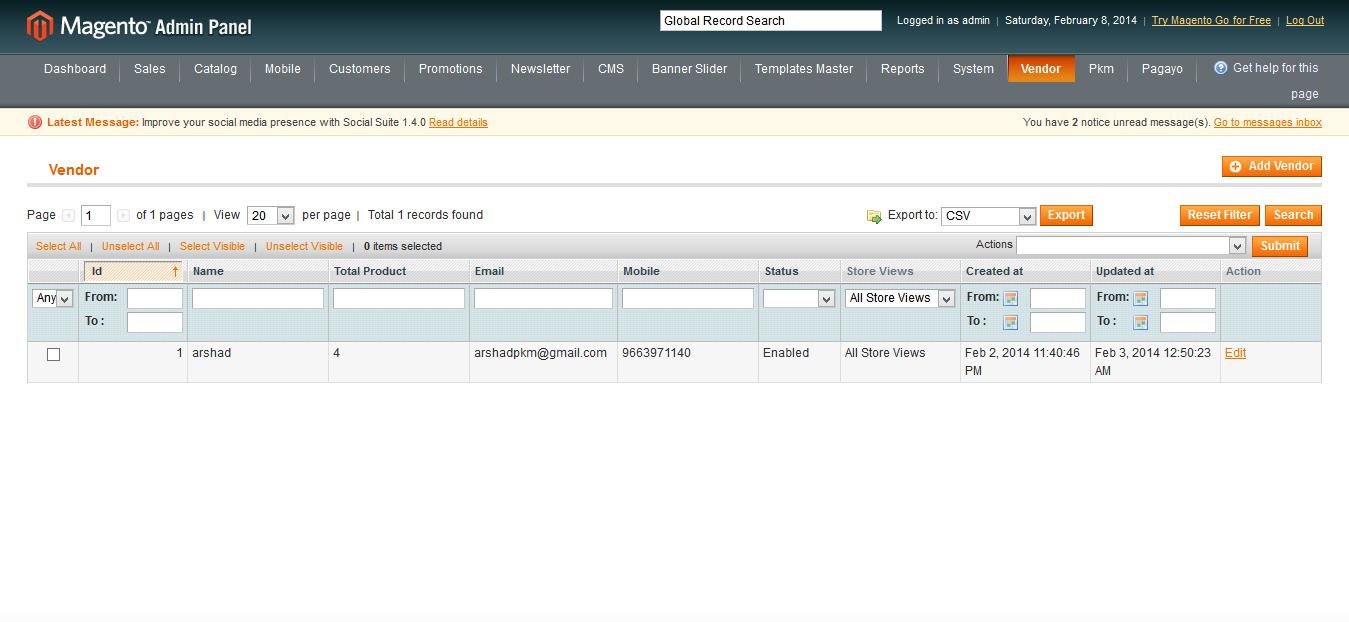 Magento™ Admin Panel
Global Record Search
Logged in as admin | Saturday, February 8, 2014 | Try Magento Go for Free | Log Out
Dashboard Sales Catalog Mobile Customers Promotions Newsletter CMS Banner Slider Templates Master Reports System Vendor Pkm Pagayo Get help for this page
Latest Message: Improve your social media presence with Social Suite 1.4.0 Read details
You have 2 notice unread message(s). Go to messages inbox
Vendor
Add Vendor
Page 1 of 1 pages | View 20 per page | Total 1 records found
Export to: CSV Export
Reset Filter Search
Select All | Unselect All | Select Visible | Unselect Visible | 0 items selected
Actions Submit
Id Name Total Product Email Mobile Status Store Views Created at Updated at Action
Any From: All Store Views From: From:
To : To : To :
1 arshad 4 arshadpkm@gmail.com 9663971140 Enabled All Store Views Feb 2, 2014 11:40:46 PM Feb 3, 2014 12:50:23 AM Edit